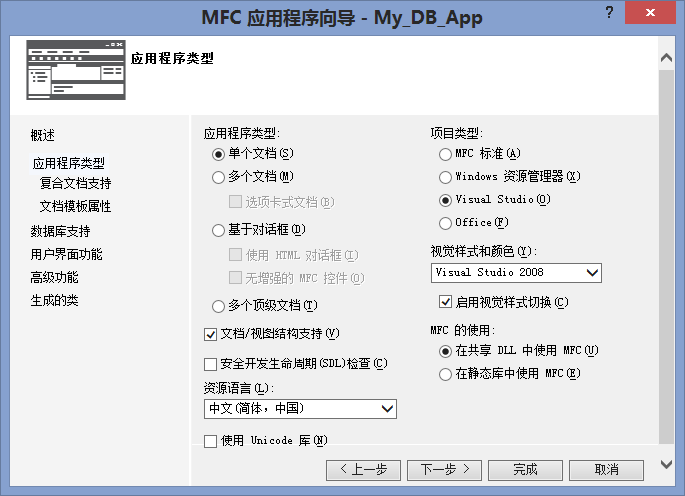 MFC 应用程序向导 - My_DB_App
? ×
应用程序类型
概述
应用程序类型
复合文档支持
文档模板属性
数据库支持
用户界面功能
高级功能
生成的类
应用程序类型:
单个文档(S)
多个文档(M)
选项卡式文档(B)
基于对话框(D)
使用 HTML 对话框(I)
无增强的 MFC 控件(O)
多个顶级文档(T)
文档/视图结构支持(V)
安全开发生命周期(SDL)检查(C)
资源语言(L):
中文(简体，中国)
使用 Unicode 库(N)
项目类型:
MFC 标准(A)
Windows 资源管理器(X)
Visual Studio(O)
Office(F)
视觉样式和颜色(Y):
Visual Studio 2008
启用视觉样式切换(C)
MFC 的使用:
在共享 DLL 中使用 MFC(U)
在静态库中使用 MFC(E)
< 上一步
下一步 >
完成
取消